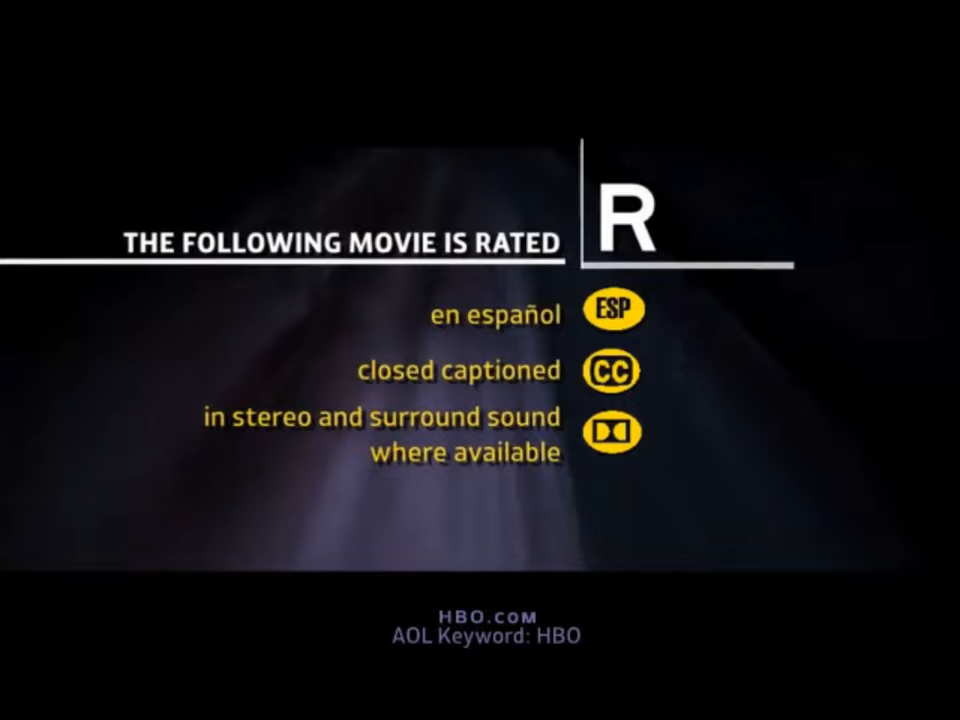 THE FOLLOWING MOVIE IS RATED R
en español ESP
closed captioned CC
in stereo and surround sound
where available
HBO.COM
AOL Keyword: HBO